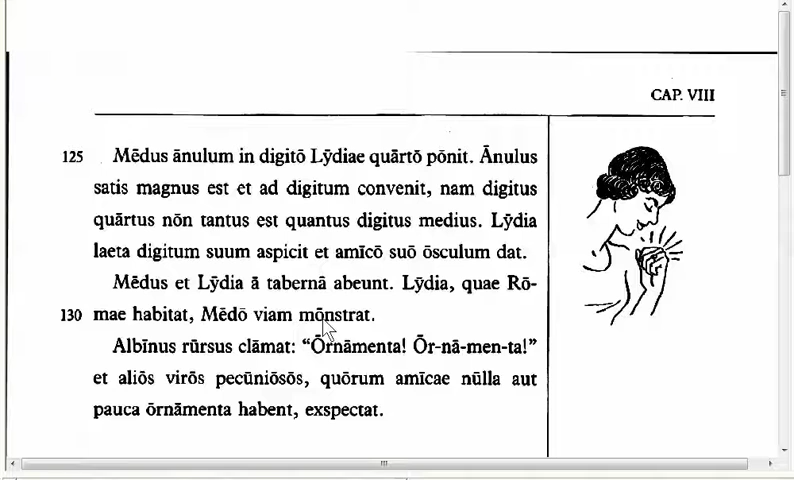 CAP. VIII
125 Mēdus ānulum in digitō Lȳdiae quārtō pōnit. Ānulus
satis magnus est et ad digitum convenit, nam digitus
quārtus nōn tantus est quantus digitus medius. Lȳdia
laeta digitum suum aspicit et amīcō suō ōsculum dat.
Mēdus et Lȳdia ā tabernā abeunt. Lȳdia, quae Rō-
130 mae habitat, Mēdō viam mōnstrat.
Albīnus rūrsus clāmat: “Ōrnāmenta! Ōr-nā-men-ta!”
et aliōs virōs pecūniōsōs, quōrum amīcae nūlla aut
pauca ōrnāmenta habent, exspectat.